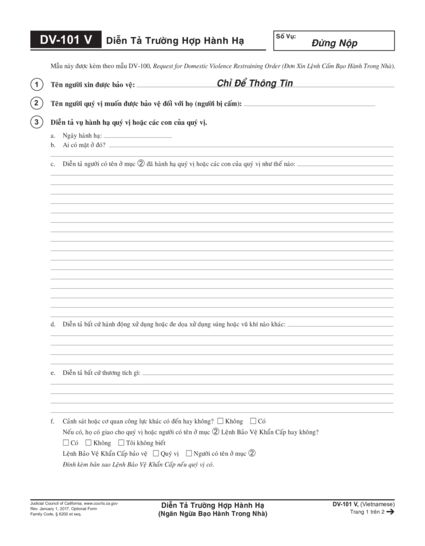 DV-101 V Diễn Tả Trường Hợp Hành Hạ
Số Vụ:
Đừng Nộp
Mẫu này được kèm theo mẫu DV-100, Request for Domestic Violence Restraining Order (Đơn Xin Lệnh Cấm Bạo Hành Trong Nhà).
1 Tên người xin được bảo vệ: Chỉ Để Thông Tin
2 Tên người quý vị muốn được bảo vệ đối với họ (người bị cấm):
3 Diễn tả vụ hành hạ quý vị hoặc các con của quý vị.
a. Ngày hành hạ:
b. Ai có mặt ở đó?
c. Diễn tả người có tên ở mục ② đã hành hạ quý vị hoặc các con của quý vị như thế nào:
d. Diễn tả bất cứ hành động xử dụng hoặc đe dọa xử dụng súng hoặc vũ khí nào khác:
e. Diễn tả bất cứ thương tích gì:
f. Cảnh sát hoặc cơ quan công lực khác có đến hay không? ☐ Không ☐ Có
Nếu có, họ có giao cho quý vị hoặc người có tên ở mục ② Lệnh Bảo Vệ Khẩn Cấp hay không?
☐ Có ☐ Không ☐ Tôi không biết
Lệnh Bảo Vệ Khẩn Cấp bảo vệ ☐ Quý vị ☐ Người có tên ở mục ②
Đính kèm bản sao Lệnh Bảo Vệ Khẩn Cấp nếu quý vị có.
Judicial Council of California, www.courts.ca.gov
Rev. January 1, 2017, Optional Form
Family Code, § 6200 et seq.
Diễn Tả Trường Hợp Hành Hạ
(Ngăn Ngừa Bạo Hành Trong Nhà)
DV-101 V, (Vietnamese)
Trang 1 trên 2 →